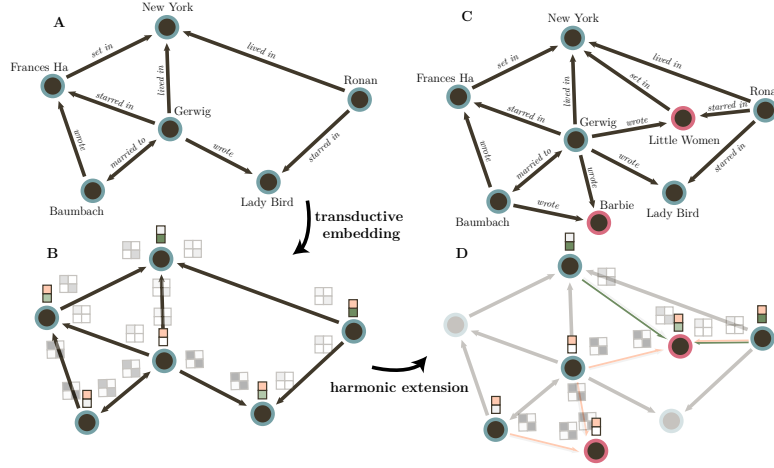 A
New York
set in
Frances Ha
lived in
lived in
Ronan
starred in
Gerwig
wrote
married to
wrote
starred in
Baumbach
Lady Bird
transductive
embedding
B
harmonic extension
C
New York
set in
lived in
Frances Ha
lived in
set in
Rona
starred in
starred in
Gerwig
wrote
Little Women
wrote
married to
wrote
wrote
starred in
Baumbach
wrote
Barbie
Lady Bird
D